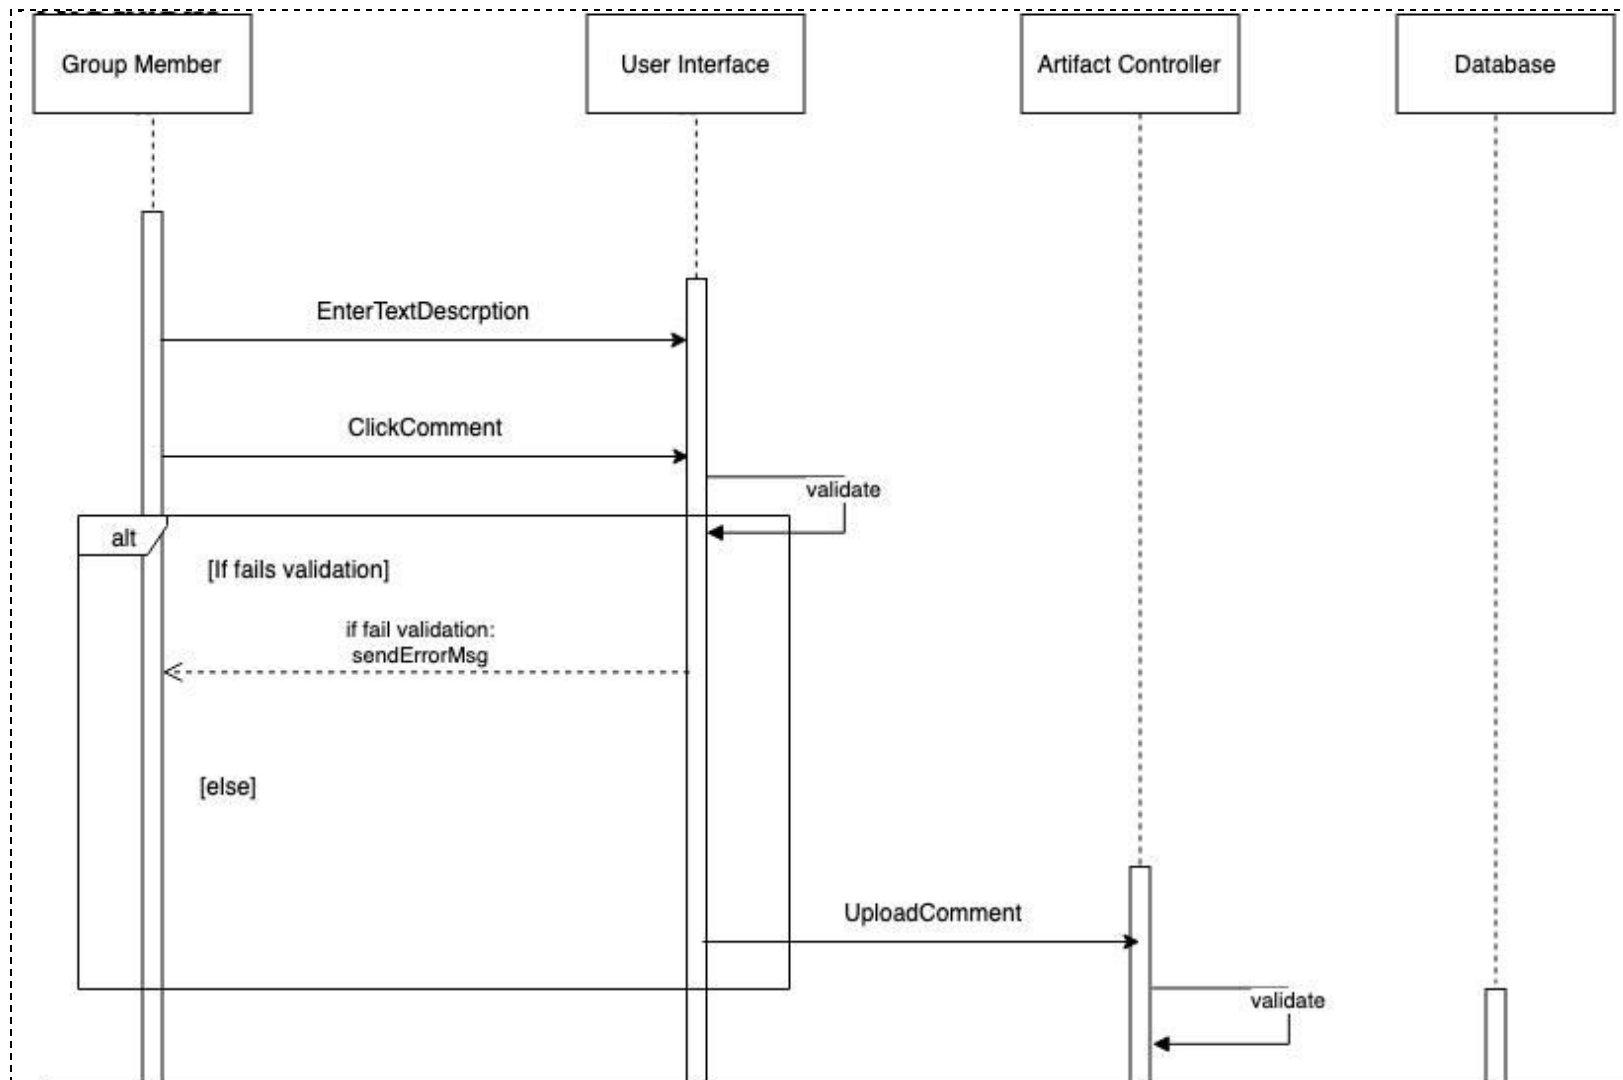 Group Member
User Interface
Artifact Controller
Database
EnterTextDescrption
ClickComment
validate
alt
[If fails validation]
if fail validation:
sendErrorMsg
[else]
UploadComment
validate